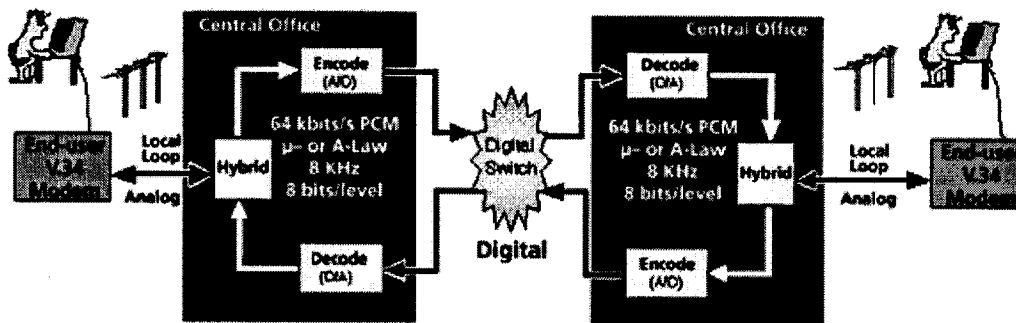 Central Office
Encode
(A/D)
64 kbits/s PCM
μ– or A-Law
8 KHz
8 bits/level
Hybrid
Decode
(D/A)
End-user
V.34
Modem
Local
Loop
Analog
Digital
Switch
Digital
Central Office
Decode
(D/A)
64 kbits/s PCM
μ– or A-Law
8 KHz
8 bits/level
Hybrid
Encode
(A/D)
Local
Loop
Analog
End-user
V.34
Modem